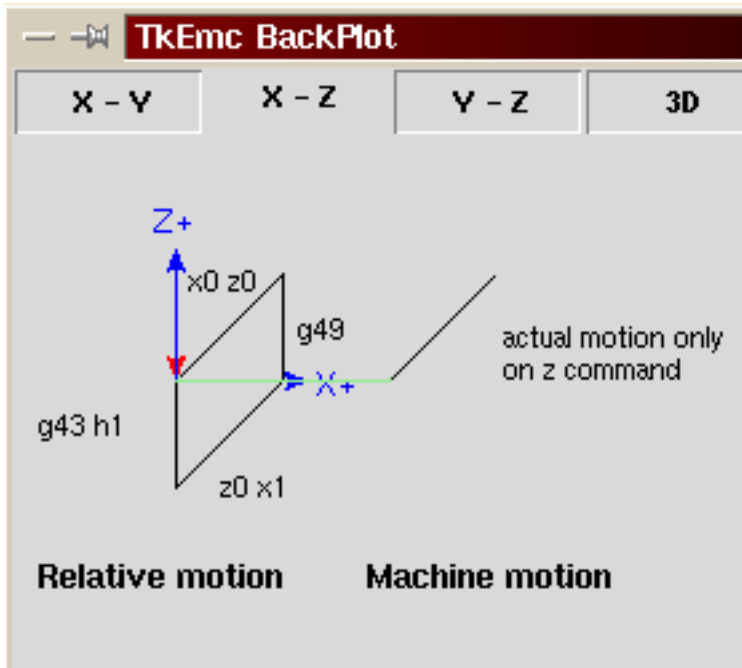 TkEmc BackPlot
X - Y
X - Z
Y - Z
3D
Z+
x0 z0
g49
actual motion only
on z command
X+
g43 h1
z0 x1
Relative motion
Machine motion